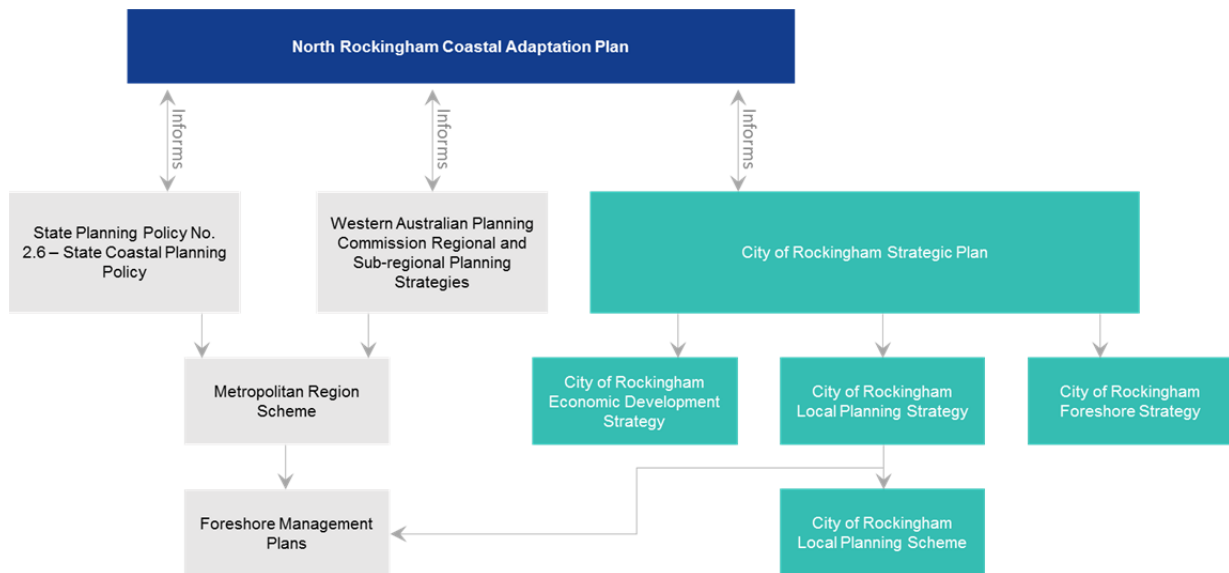 North Rockingham Coastal Adaptation Plan
Informs
Informs
Informs
State Planning Policy No.
2.6 – State Coastal Planning
Policy
Western Australian Planning
Commission Regional and
Sub-regional Planning
Strategies
City of Rockingham Strategic Plan
Metropolitan Region
Scheme
City of Rockingham
Economic Development
Strategy
City of Rockingham
Local Planning Strategy
City of Rockingham
Foreshore Strategy
Foreshore Management
Plans
City of Rockingham
Local Planning Scheme